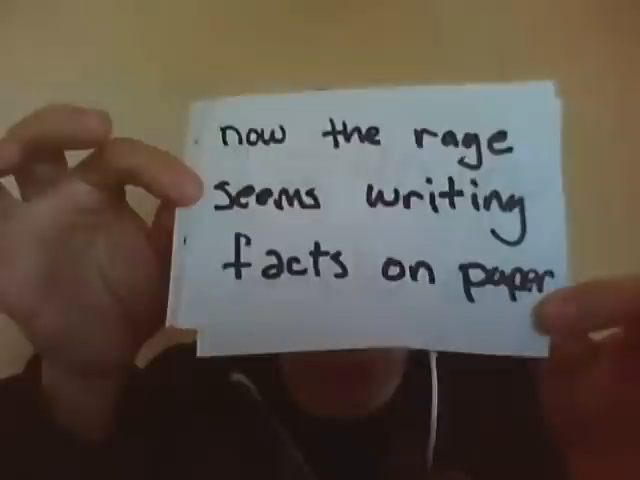 now the rage
seems writing
facts on paper